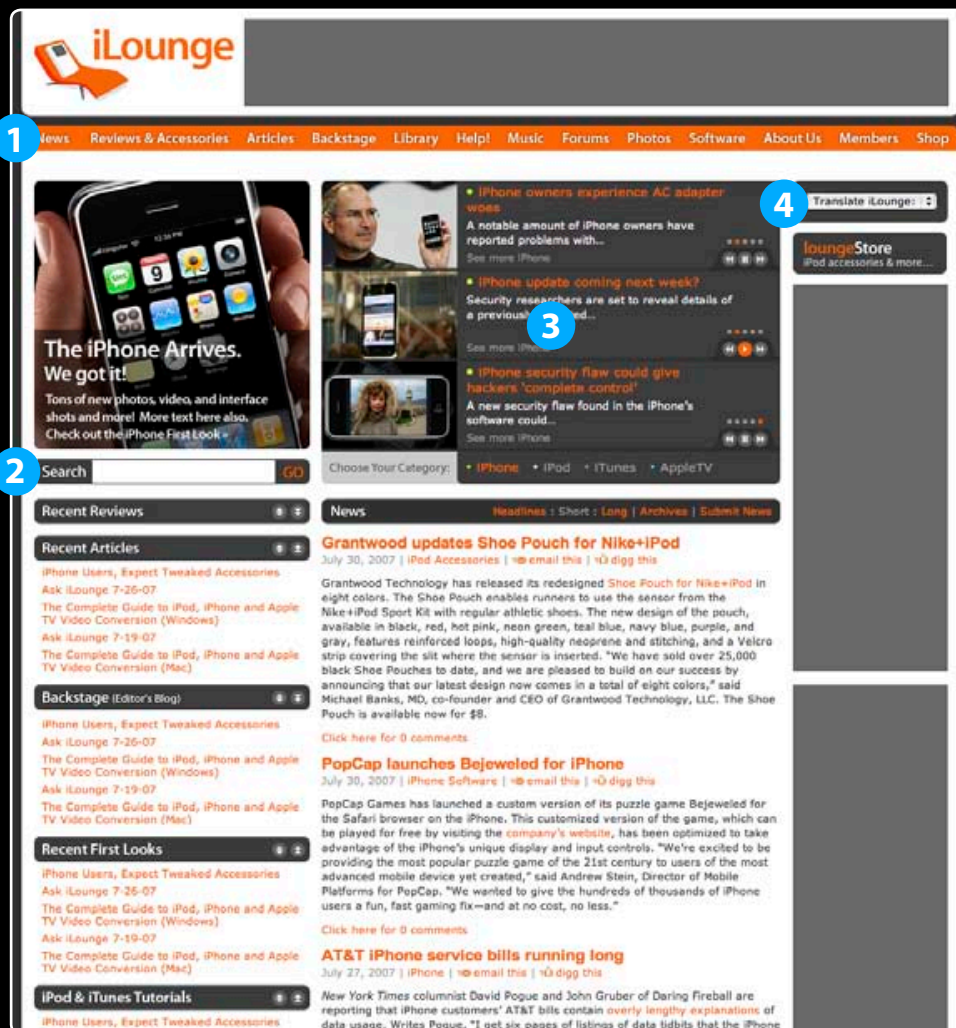 iLounge
1
News Reviews & Accessories Articles Backstage Library Help! Music Forums Photos Software About Us Members Shop
The iPhone Arrives.
We got it!
Tons of new photos, video, and interface
shots and more! More text here also.
Check out the iPhone First Look »
2
Search GO
Recent Reviews
Recent Articles
iPhone Users, Expect Tweaked Accessories
Ask iLounge 7-26-07
The Complete Guide to iPod, iPhone and Apple
TV Video Conversion (Windows)
Ask iLounge 7-19-07
The Complete Guide to iPod, iPhone and Apple
TV Video Conversion (Mac)
Backstage (Editor's Blog)
iPhone Users, Expect Tweaked Accessories
Ask iLounge 7-26-07
The Complete Guide to iPod, iPhone and Apple
TV Video Conversion (Windows)
Ask iLounge 7-19-07
The Complete Guide to iPod, iPhone and Apple
TV Video Conversion (Mac)
Recent First Looks
iPhone Users, Expect Tweaked Accessories
Ask iLounge 7-26-07
The Complete Guide to iPod, iPhone and Apple
TV Video Conversion (Windows)
Ask iLounge 7-19-07
The Complete Guide to iPod, iPhone and Apple
TV Video Conversion (Mac)
iPod & iTunes Tutorials
iPhone Users, Expect Tweaked Accessories
• iPhone owners experience AC adapter
woes
A notable amount of iPhone owners have
reported problems with...
See more iPhone
• iPhone update coming next week?
Security researchers are set to reveal details of
a
3
See more iPhone
• iPhone security flaw could give
hackers 'complete control'
A new security flaw found in the iPhone's
software could...
See more iPhone
Choose Your Category: • iPhone • iPod • iTunes • AppleTV
News Headlines : Short : Long | Archives | Submit News
Grantwood updates Shoe Pouch for Nike+iPod
July 30, 2007 | iPod Accessories | email this | digg this
Grantwood Technology has released its redesigned Shoe Pouch for Nike+iPod in
eight colors. The Shoe Pouch enables runners to use the sensor from the
Nike+iPod Sport Kit with regular athletic shoes. The new design of the pouch,
available in black, red, hot pink, neon green, teal blue, navy blue, purple, and
gray, features reinforced loops, high-quality neoprene and stitching, and a Velcro
strip covering the slit where the sensor is inserted. "We have sold over 25,000
black Shoe Pouches to date, and we are pleased to build on our success by
announcing that our latest design now comes in a total of eight colors," said
Michael Banks, MD, co-founder and CEO of Grantwood Technology, LLC. The Shoe
Pouch is available now for $8.
Click here for 0 comments
PopCap launches Bejeweled for iPhone
July 30, 2007 | iPhone Software | email this | digg this
PopCap Games has launched a custom version of its puzzle game Bejeweled for
the Safari browser on the iPhone. This customized version of the game, which can
be played for free by visiting the company's website, has been optimized to take
advantage of the iPhone's unique display and input controls. "We're excited to be
providing the most popular puzzle game of the 21st century to users of the most
advanced mobile device yet created," said Andrew Stein, Director of Mobile
Platforms for PopCap. "We wanted to give the hundreds of thousands of iPhone
users a fun, fast gaming fix—and at no cost, no less."
Click here for 0 comments
AT&T iPhone service bills running long
July 27, 2007 | iPhone | email this | digg this
New York Times columnist David Pogue and John Gruber of Daring Fireball are
reporting that iPhone customers' AT&T bills contain overly lengthy explanations of
data usage. Writes Pogue, "I get six pages of listings of data tidbits that the iPhone
4
Translate iLounge:
loungeStore
iPod accessories & more...